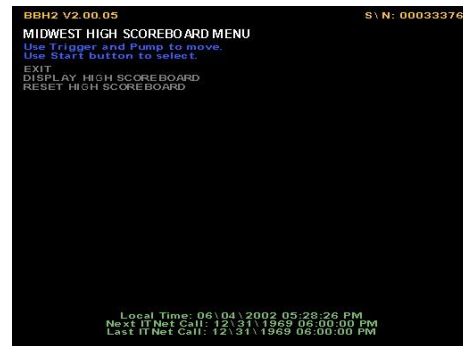 BBH2 V2.00.05 S\N: 00033376
MIDWEST HIGH SCOREBOARD MENU
Use Trigger and Pump to move.
Use Start button to select.
EXIT
DISPLAY HIGH SCOREBOARD
RESET HIGH SCOREBOARD
Local Time: 06\04\2002 05:28:26 PM
Next ITNet Call: 12\31\1969 06:00:00 PM
Last ITNet Call: 12\31\1969 06:00:00 PM